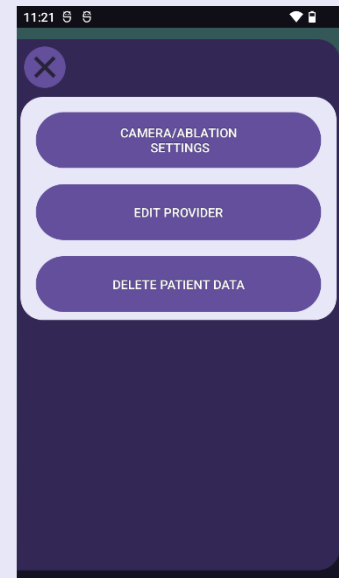 11:21
CAMERA/ABLATION
SETTINGS
EDIT PROVIDER
DELETE PATIENT DATA